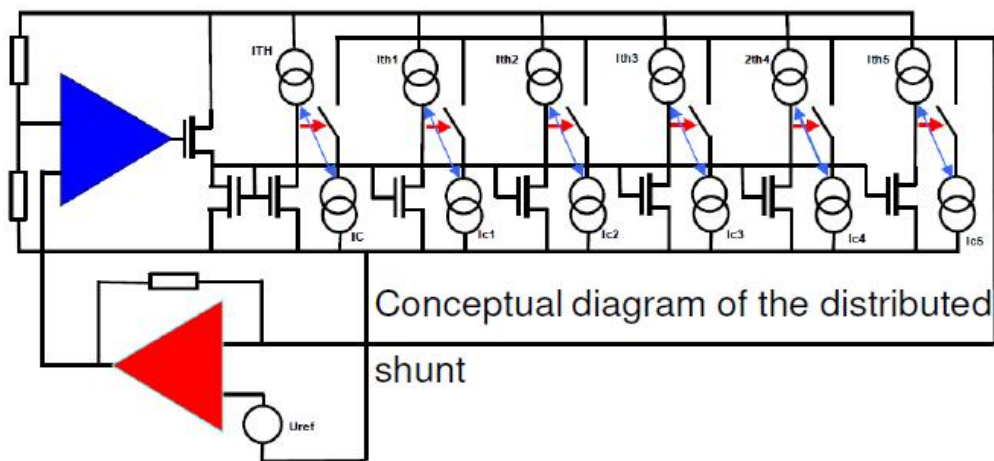 ITH
Ith1
Ith2
Ith3
2th4
Ith5
IC
Ic1
Ic2
Ic3
Ic4
Ic5
Conceptual diagram of the distributed
shunt
Uref